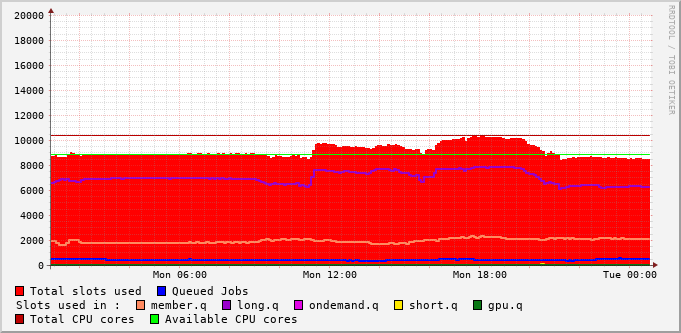 20000
18000
16000
14000
12000
10000
8000
6000
4000
2000
0
Mon 06:00 Mon 12:00 Mon 18:00 Tue 00:00
Total slots used Queued Jobs
Slots used in : member.q long.q ondemand.q short.q gpu.q
Total CPU cores Available CPU cores
RRDTOOL / TOBI OETIKER